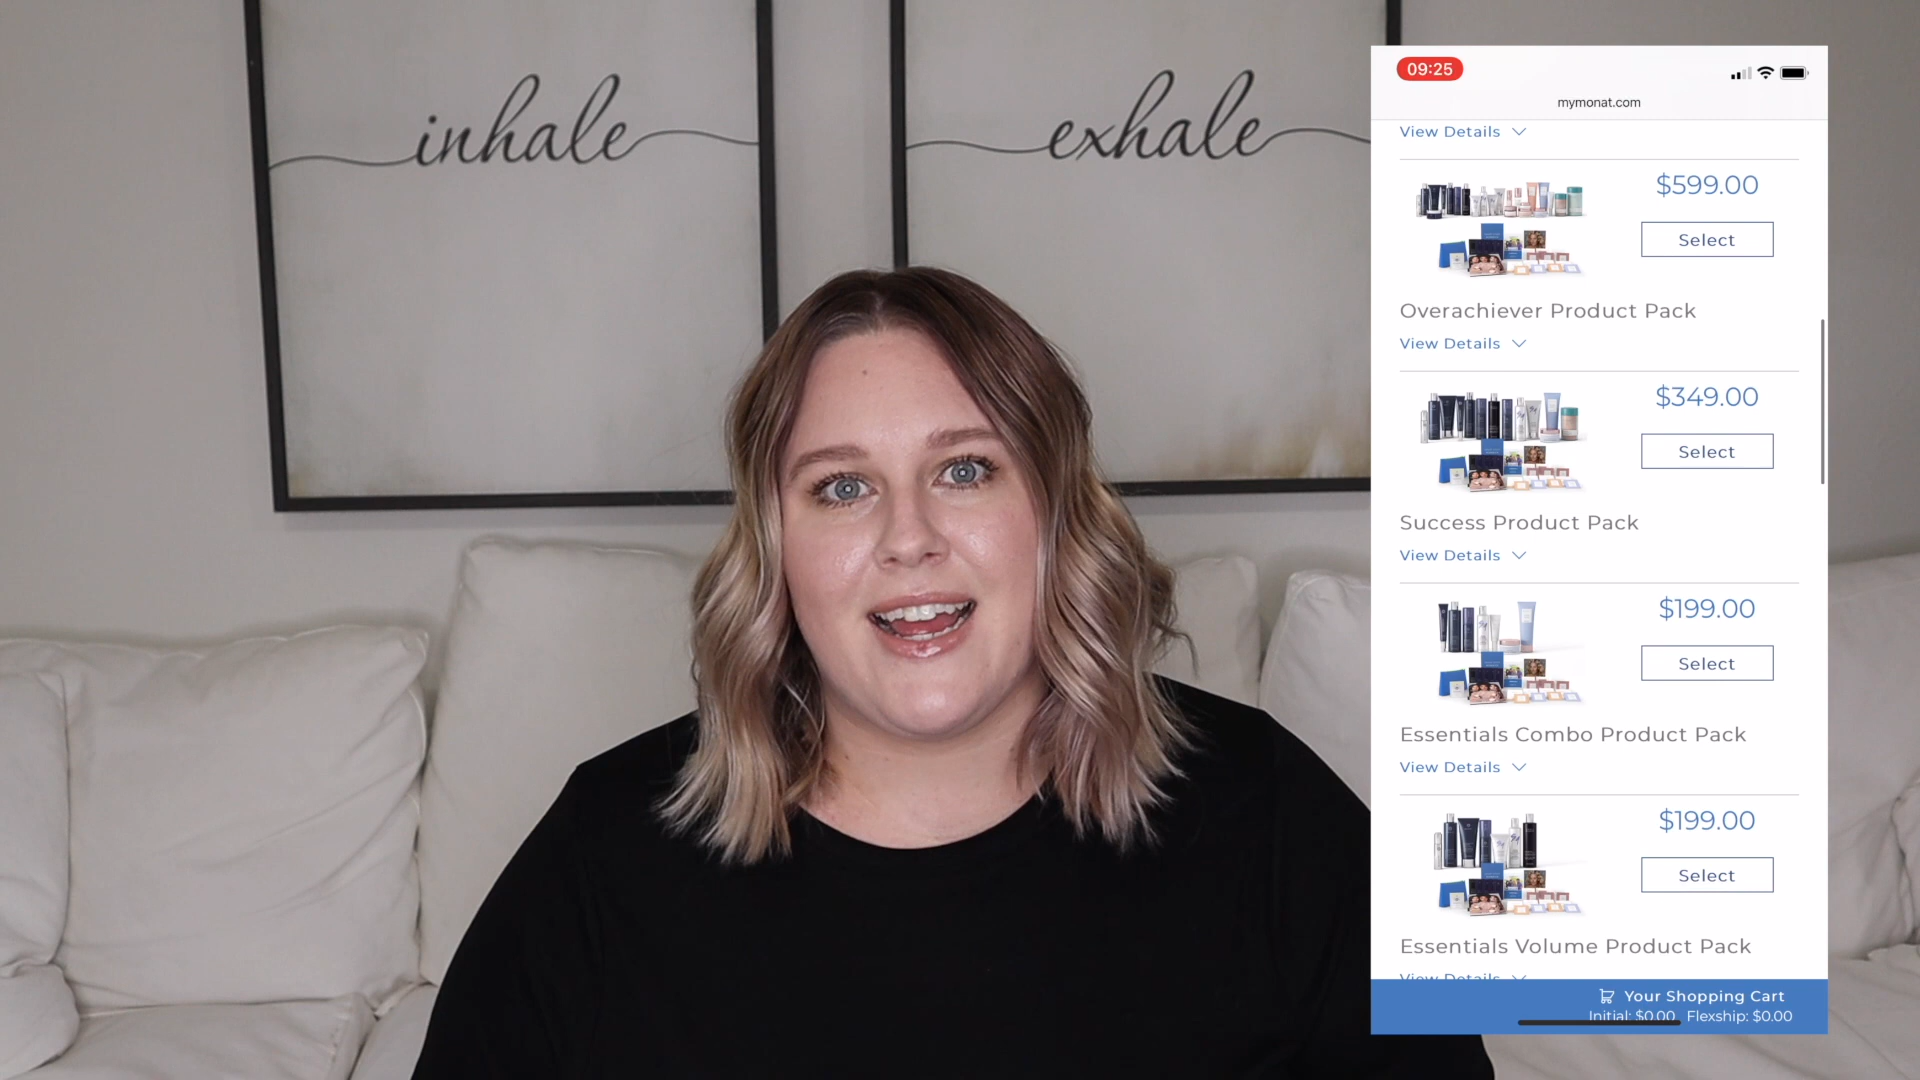 inhale
exhale
09:25
mymonat.com
View Details
$599.00
Select
Overachiever Product Pack
View Details
$349.00
Select
Success Product Pack
View Details
$199.00
Select
Essentials Combo Product Pack
View Details
$199.00
Select
Essentials Volume Product Pack
View Details
Your Shopping Cart
Initial: $0.00 Flexship: $0.00